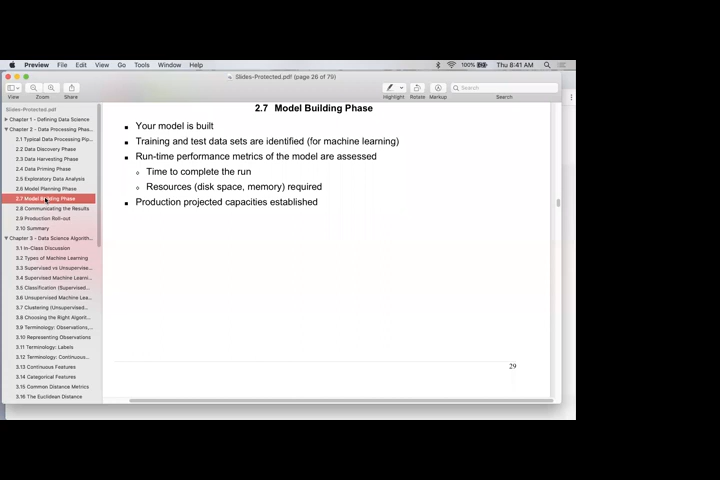 Preview File Edit View Go Tools Window Help
100% Thu 8:41 AM
Slides-Protected.pdf (page 26 of 79)
View Zoom Share Highlight Rotate Markup Search
Search
Slides-Protected.pdf
Chapter 1 - Defining Data Science
Chapter 2 - Data Processing Phas...
2.1 Typical Data Processing Pip...
2.2 Data Discovery Phase
2.3 Data Harvesting Phase
2.4 Data Priming Phase
2.5 Exploratory Data Analysis
2.6 Model Planning Phase
2.7 Model Building Phase
2.8 Communicating the Results
2.9 Production Roll-out
2.10 Summary
Chapter 3 - Data Science Algorith...
3.1 In-Class Discussion
3.2 Types of Machine Learning
3.3 Supervised vs Unsupervise...
3.4 Supervised Machine Learni...
3.5 Classification (Supervised...
3.6 Unsupervised Machine Lea...
3.7 Clustering (Unsupervised...
3.8 Choosing the Right Algorit...
3.9 Terminology: Observations,...
3.10 Representing Observations
3.11 Terminology: Labels
3.12 Terminology: Continuous...
3.13 Continuous Features
3.14 Categorical Features
3.15 Common Distance Metrics
3.16 The Euclidean Distance
2.7 Model Building Phase
Your model is built
Training and test data sets are identified (for machine learning)
Run-time performance metrics of the model are assessed
Time to complete the run
Resources (disk space, memory) required
Production projected capacities established
29